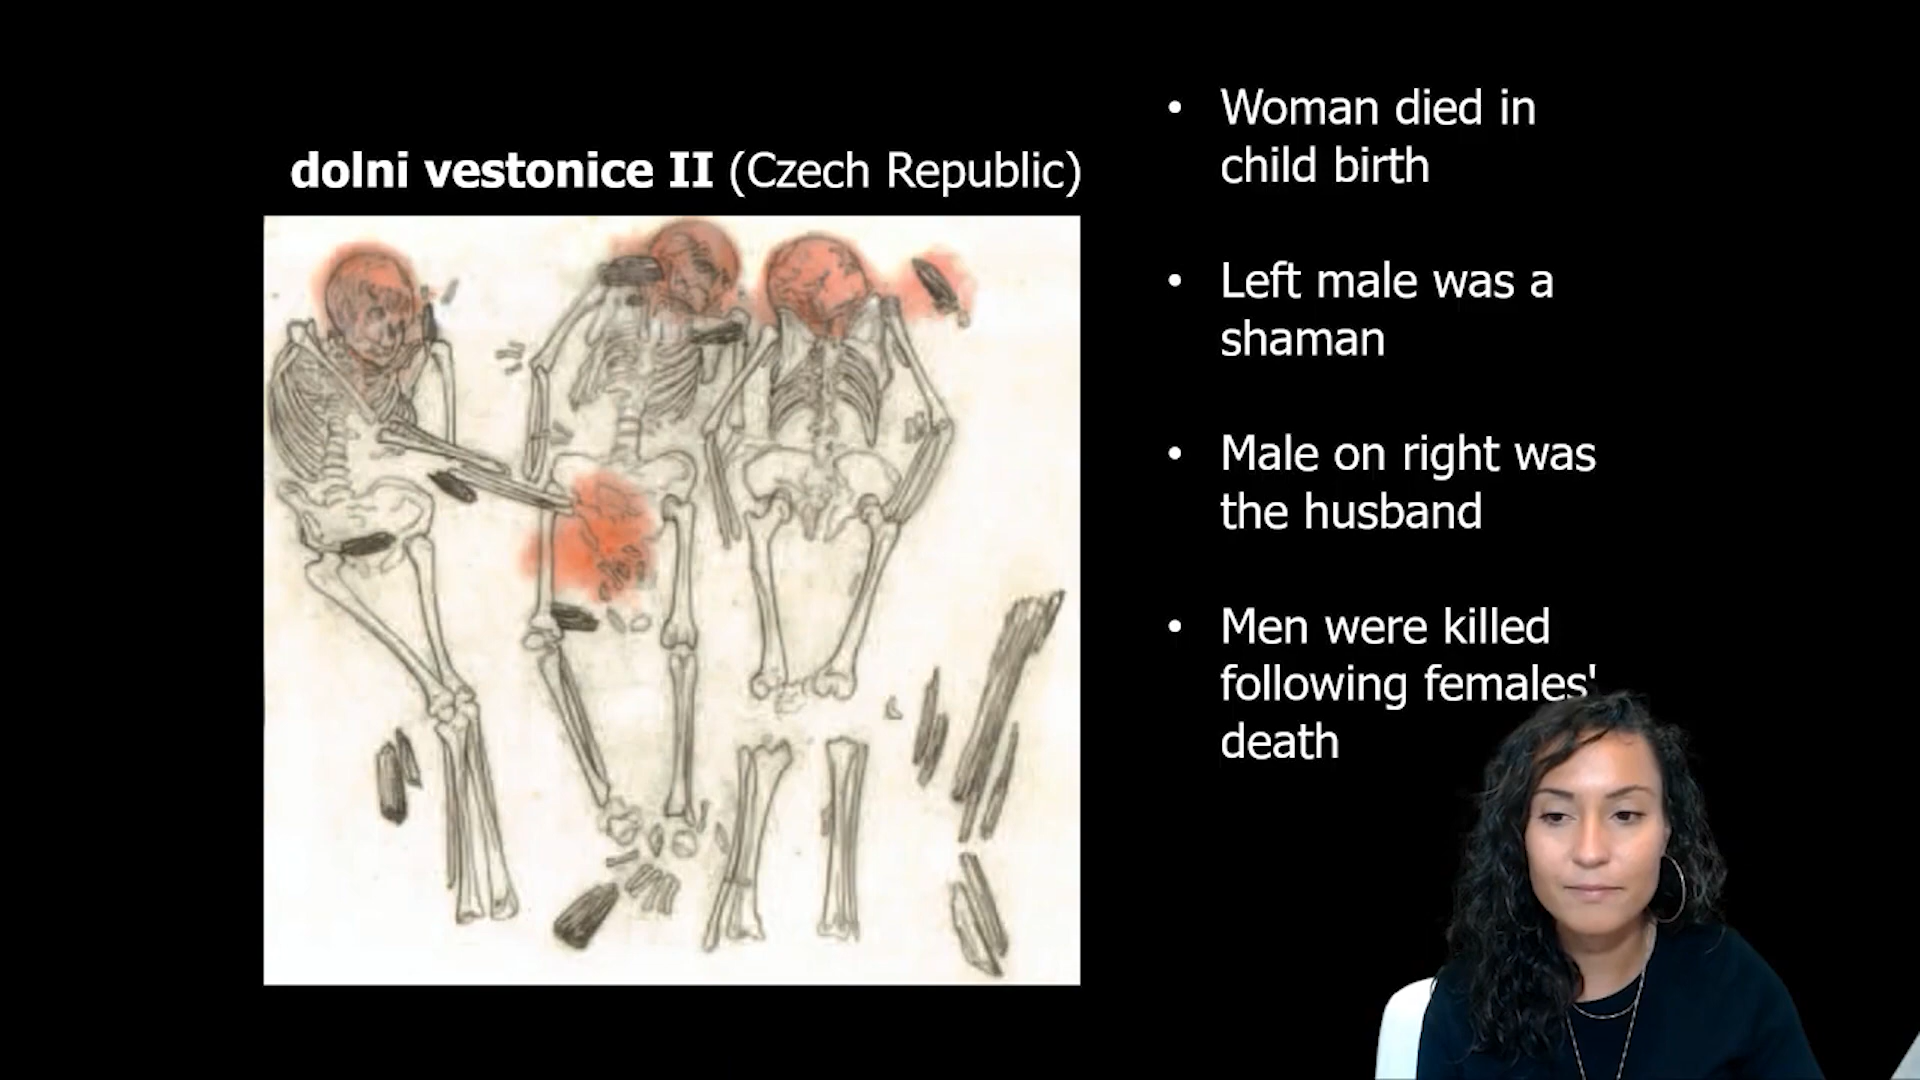 dolni vestonice II (Czech Republic)
• Woman died in
child birth
• Left male was a
shaman
• Male on right was
the husband
• Men were killed
following females'
death